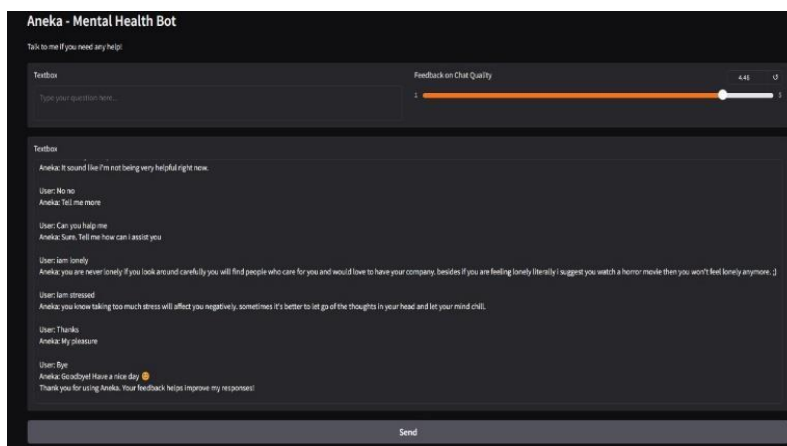 Aneka - Mental Health Bot
Talk to me if you need any help!
Textbox
Feedback on Chat Quality
4.45
↺
Type your question here...
1
5
Textbox
Aneka: It sound like i'm not being very helpful right now.
User: No no
Aneka: Tell me more
User: Can you halp me
Aneka: Sure. Tell me how can i assist you
User: iam lonely
Aneka: you are never lonely if you look around carefully you will find people who care for you and would love to have your company. besides if you are feeling lonely literally i suggest you watch a horror movie then you won't feel lonely anymore. ;)
User: Iam stressed
Aneka: you know taking too much stress will affect you negatively. sometimes it's better to let go of the thoughts in your head and let your mind chill.
User: Thanks
Aneka: My pleasure
User: Bye
Aneka: Goodbye! Have a nice day 😊
Thank you for using Aneka. Your feedback helps improve my responses!
Send